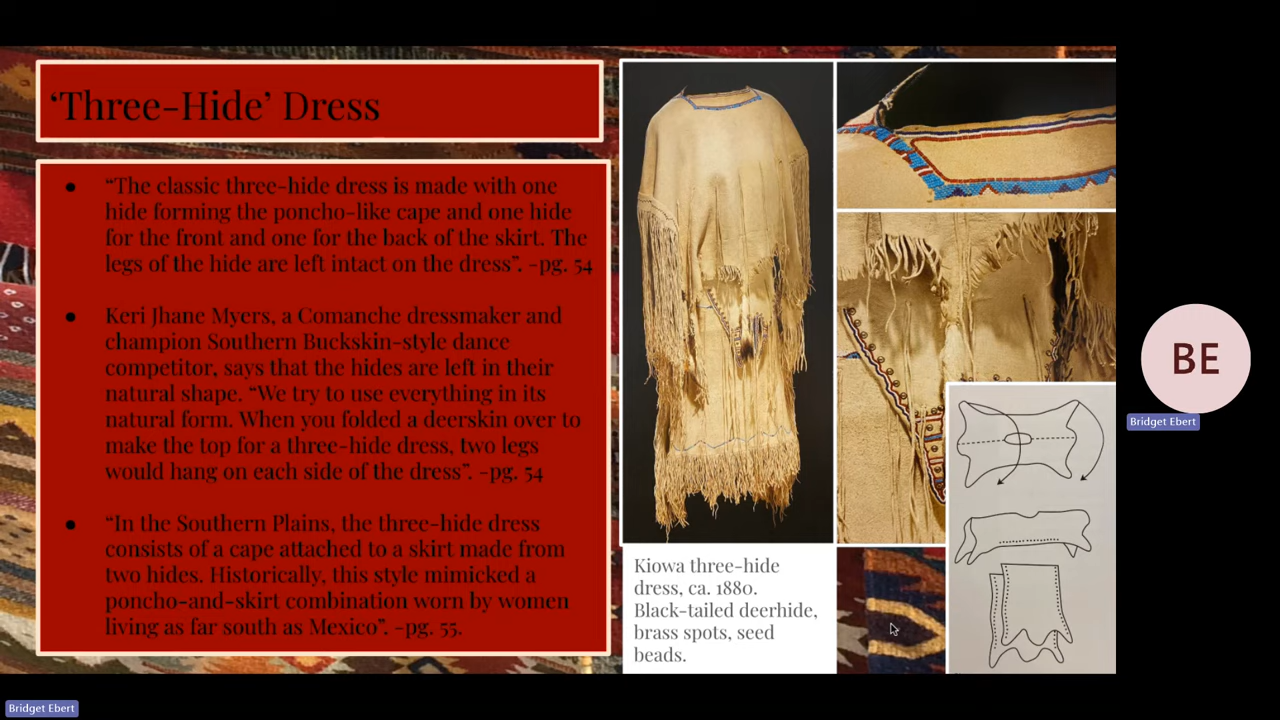 ‘Three-Hide’ Dress
● “The classic three-hide dress is made with one
hide forming the poncho-like cape and one hide
for the front and one for the back of the skirt. The
legs of the hide are left intact on the dress”. -pg. 54
● Keri Jhane Myers, a Comanche dressmaker and
champion Southern Buckskin-style dance
competitor, says that the hides are left in their
natural shape. “We try to use everything in its
natural form. When you folded a deerskin over to
make the top for a three-hide dress, two legs
would hang on each side of the dress”. -pg. 54
● “In the Southern Plains, the three-hide dress
consists of a cape attached to a skirt made from
two hides. Historically, this style mimicked a
poncho-and-skirt combination worn by women
living as far south as Mexico”. -pg. 55.
Kiowa three-hide
dress, ca. 1880.
Black-tailed deerhide,
brass spots, seed
beads.
BE
Bridget Ebert
Bridget Ebert